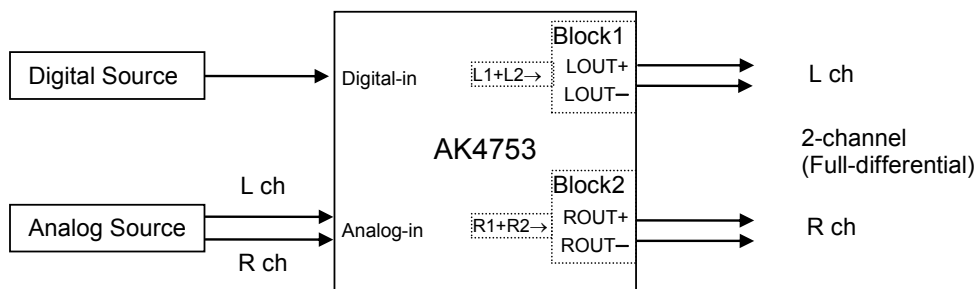 Block1
Digital Source
Digital-in
L1+L2→
LOUT+
LOUT−
L ch
AK4753
2-channel
(Full-differential)
L ch
Analog Source
R ch
Analog-in
Block2
R1+R2→
ROUT+
ROUT−
R ch